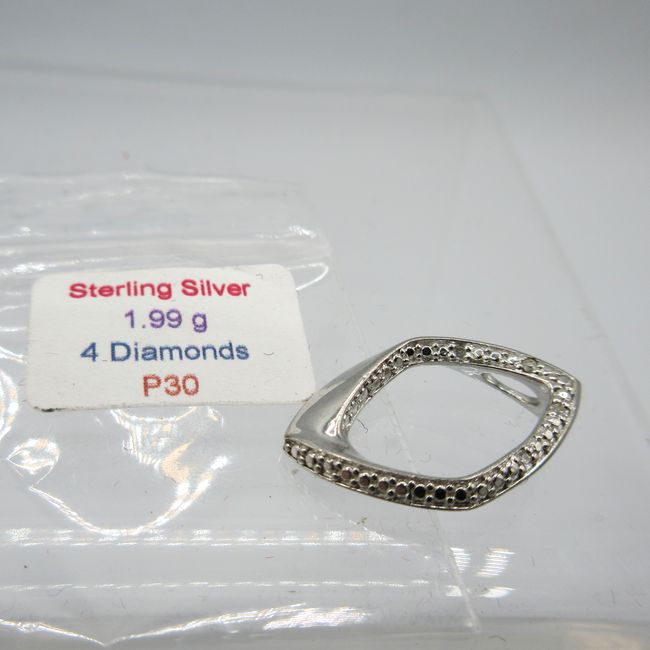 Sterling Silver
1.99 g
4 Diamonds
P30